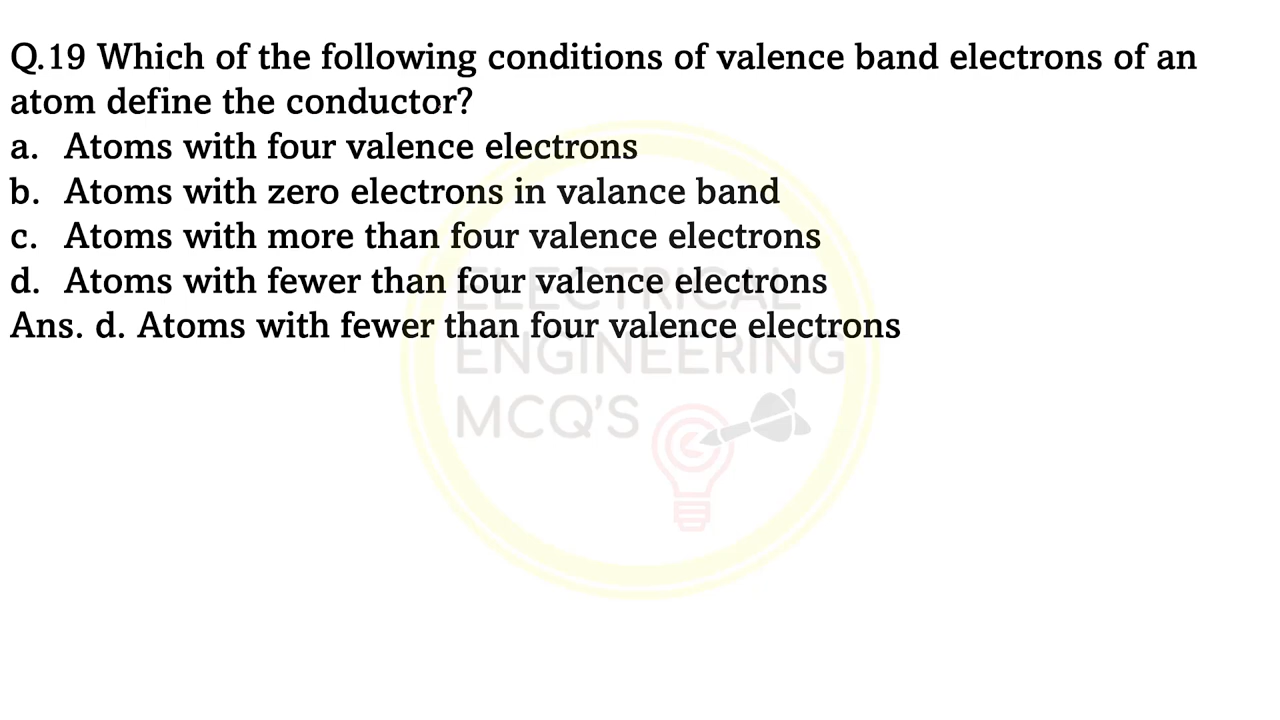 Q.19 Which of the following conditions of valence band electrons of an
atom define the conductor?
a. Atoms with four valence electrons
b. Atoms with zero electrons in valance band
c. Atoms with more than four valence electrons
d. Atoms with fewer than four valence electrons
Ans. d. Atoms with fewer than four valence electrons
ELECTRICAL
ENGINEERING
MCQ'S